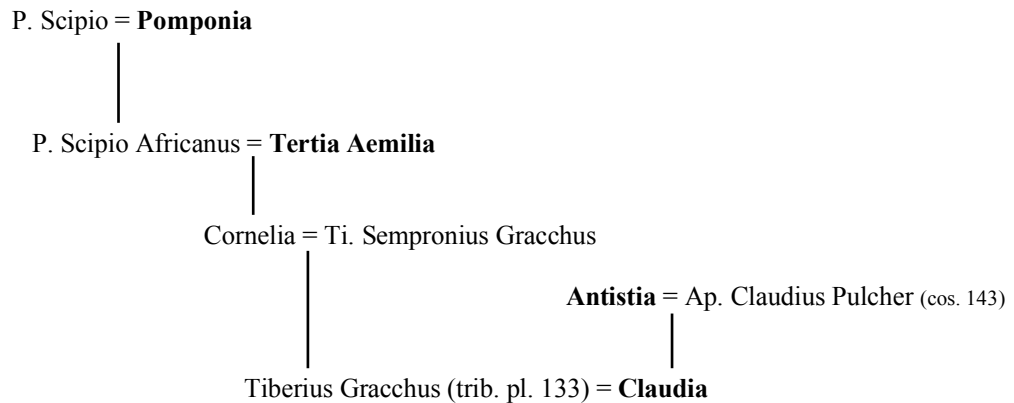 P. Scipio = Pomponia
P. Scipio Africanus = Tertia Aemilia
Cornelia = Ti. Sempronius Gracchus
Antistia = Ap. Claudius Pulcher (cos. 143)
Tiberius Gracchus (trib. pl. 133) = Claudia